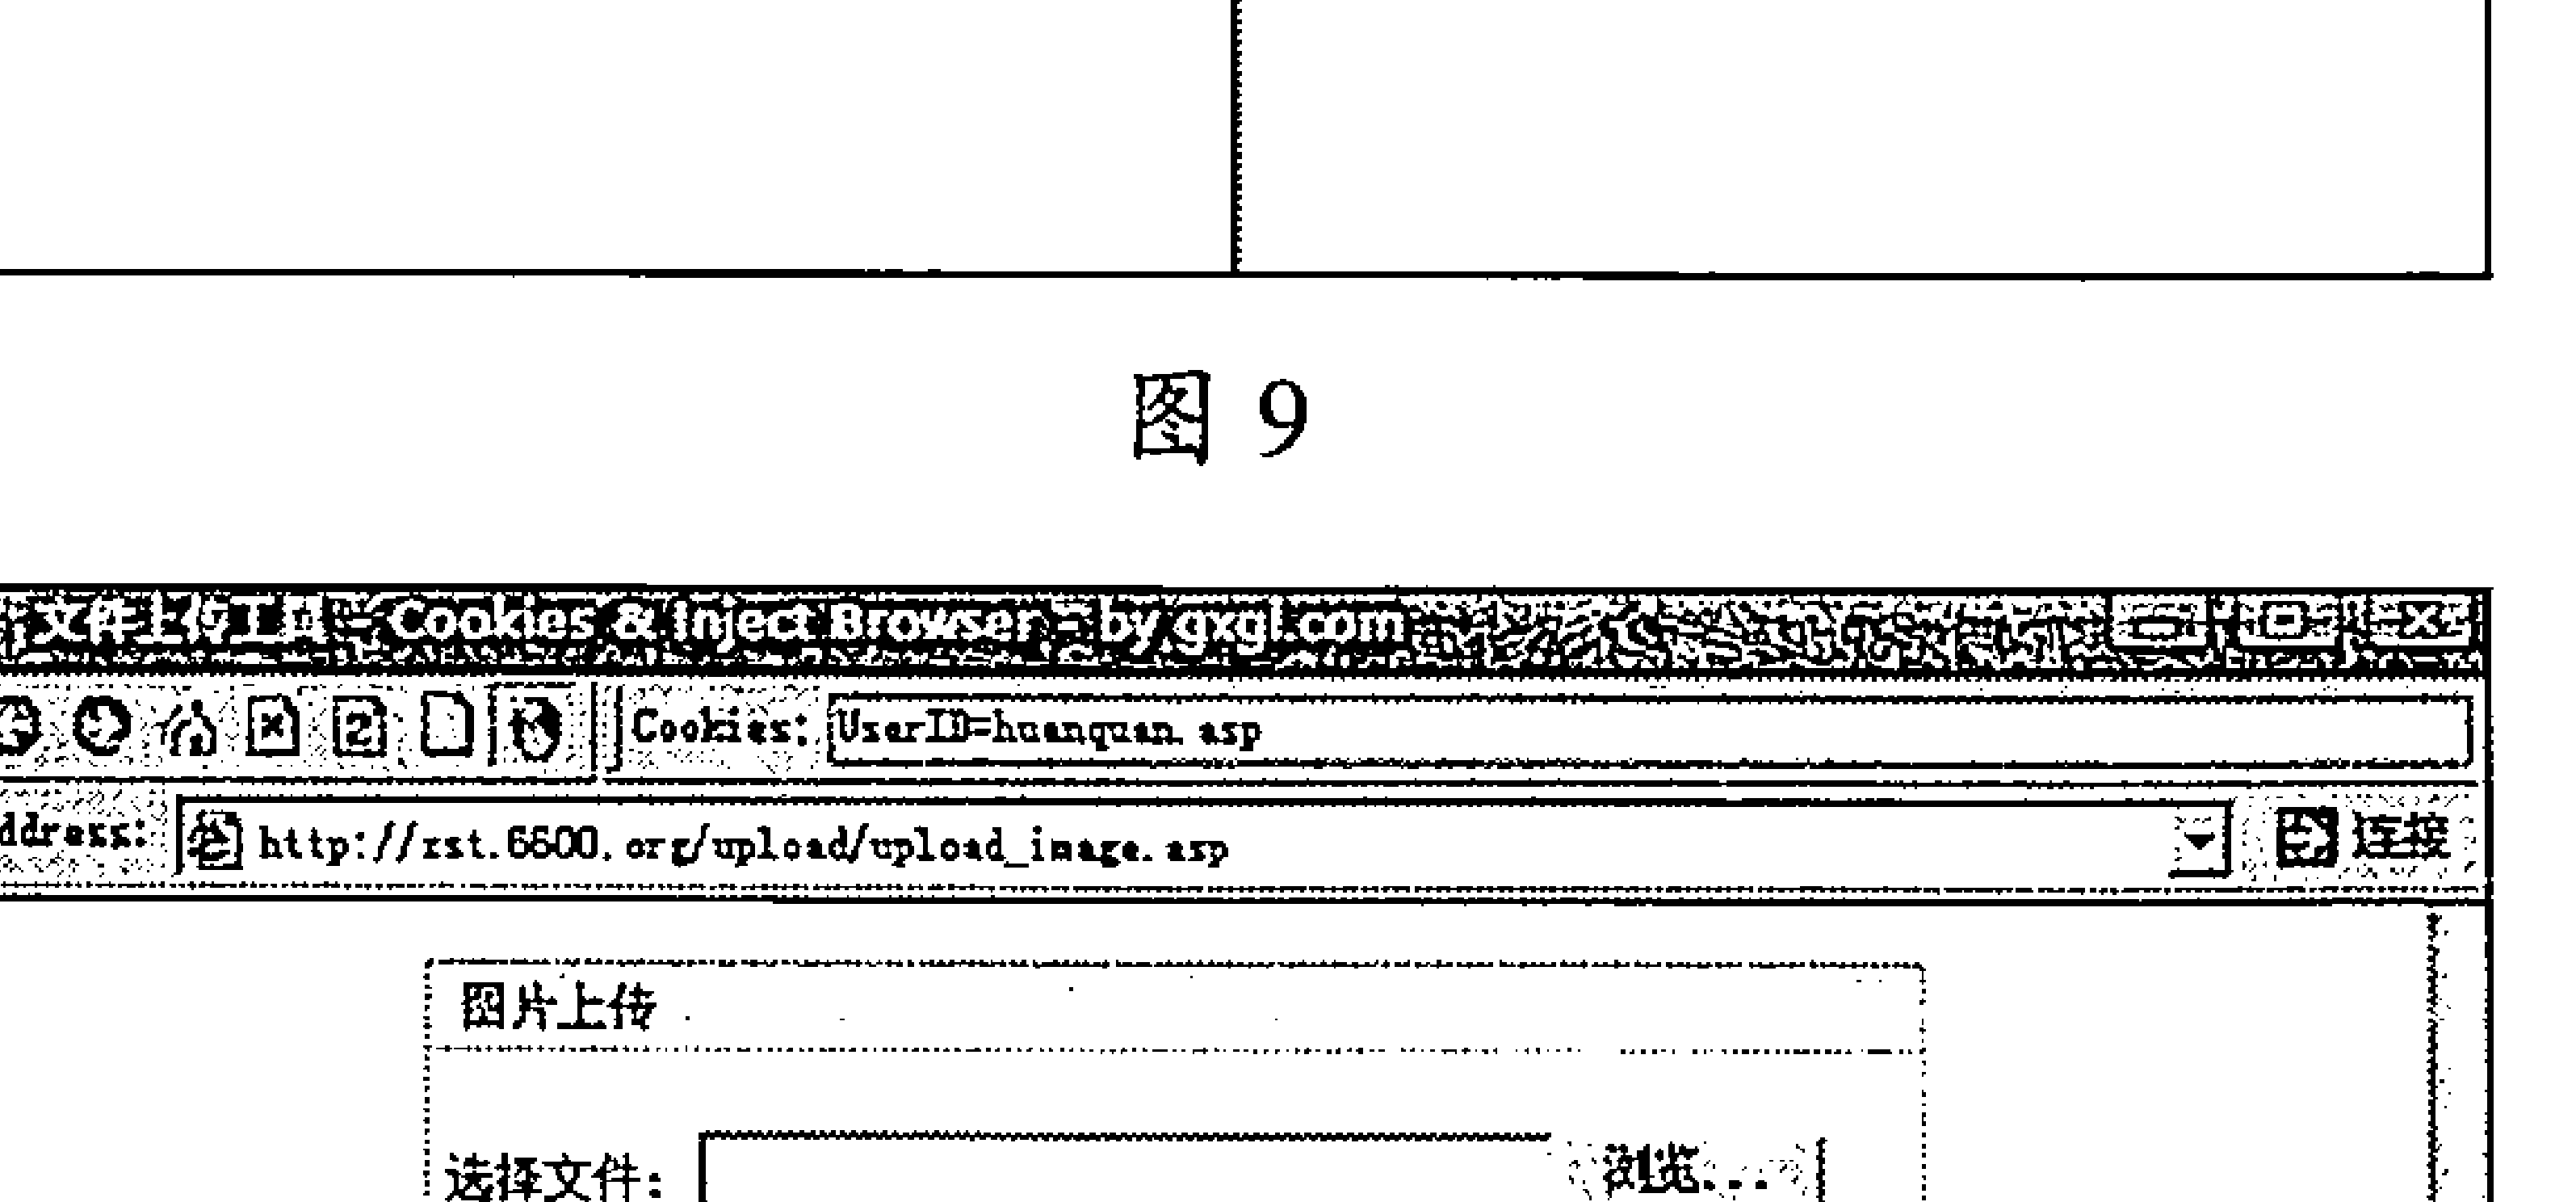 图 9
文件上传工具 - Cookies & Inject Browser - by gxgl.com
Cookies: UserID=huanquan.asp
ddress: http://rst.6600.org/upload/upload_image.asp 连接
图片上传
选择文件: 浏览...